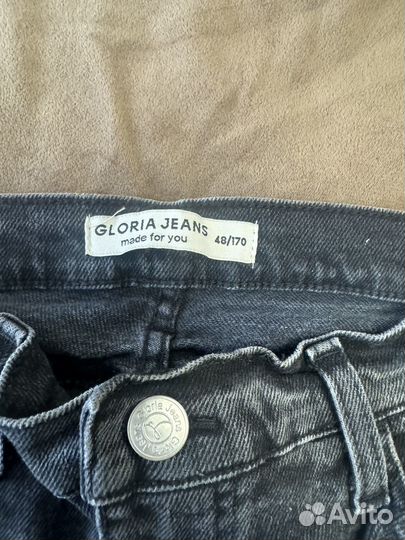 GLORIA JEANS
made for you 48/170
Gloria Jeans
Avito